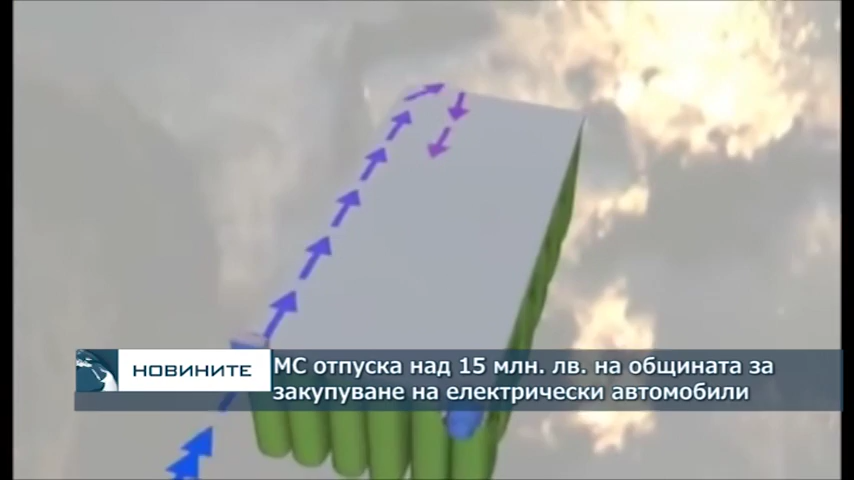 НОВИНИТЕ
МС отпуска над 15 млн. лв. на общината за
закупуване на електрически автомобили